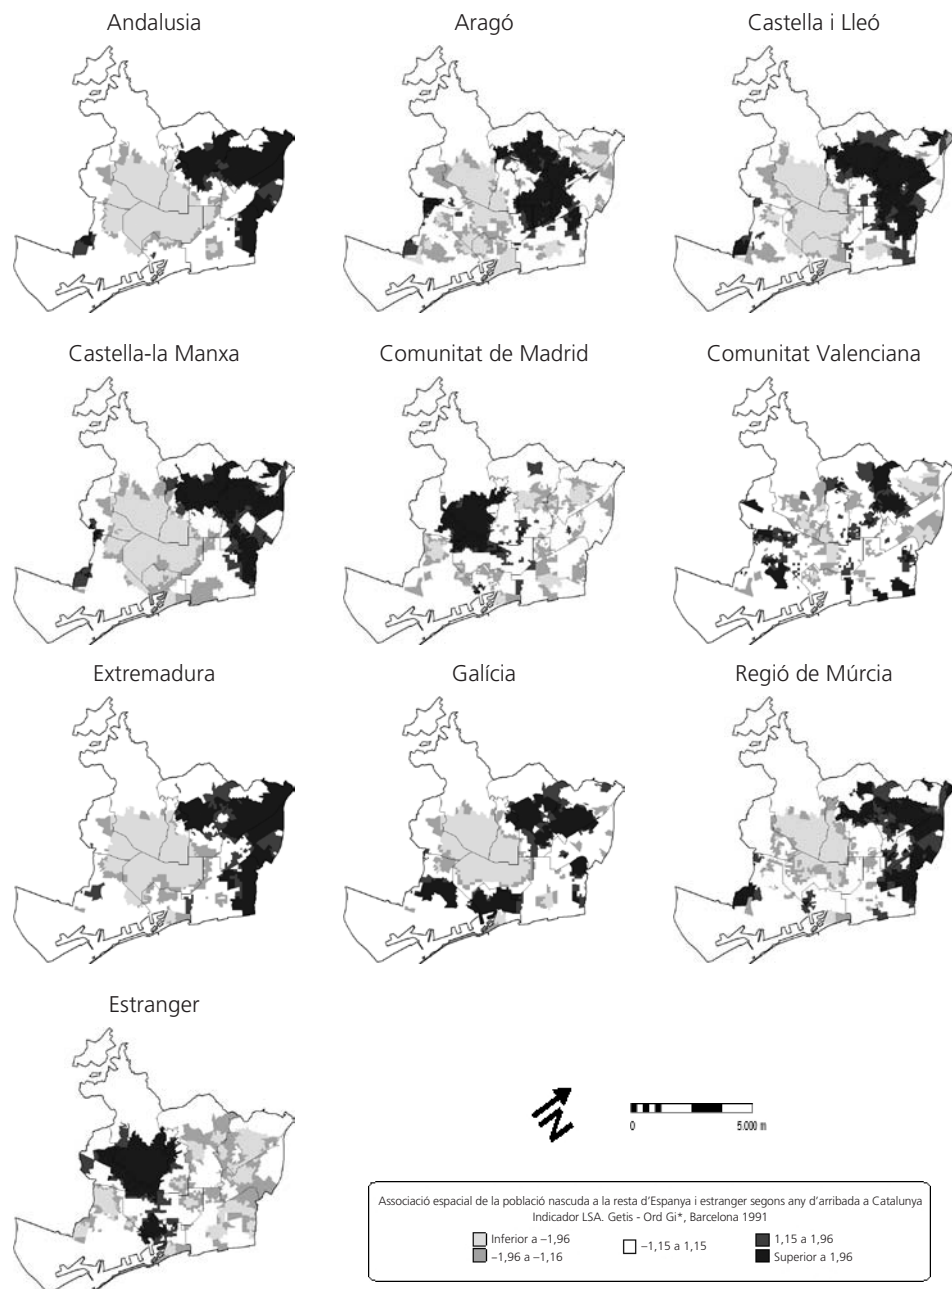 Andalusia
Aragó
Castella i Lleó
Castella-la Manxa
Comunitat de Madrid
Comunitat Valenciana
Extremadura
Galícia
Regió de Múrcia
Estranger
N
0 5.000 m
Associació espacial de la població nascuda a la resta d'Espanya i estranger segons any d'arribada a Catalunya
Indicador LSA. Getis - Ord Gi*, Barcelona 1991
Inferior a –1,96
–1,15 a 1,15
1,15 a 1,96
–1,96 a –1,16
Superior a 1,96